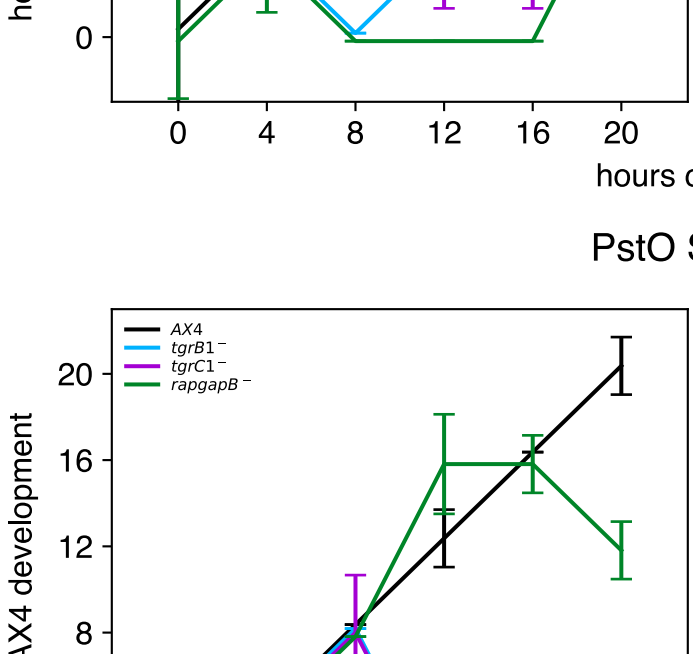 0
0 4 8 12 16 20
hours
PstO
AX4
tgrB1⁻
tgrC1⁻
rapgapB⁻
20
16
12
8
AX4 development